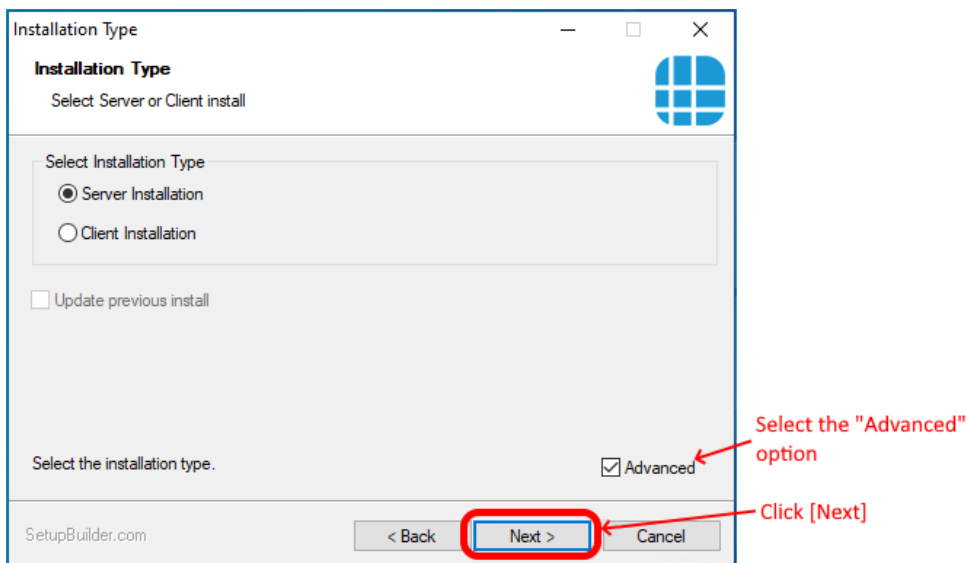 Installation Type
Installation Type
Select Server or Client install
Select Installation Type
Server Installation
Client Installation
Update previous install
Select the "Advanced"
option
Select the installation type.
Advanced
Click [Next]
SetupBuilder.com
< Back
Next >
Cancel